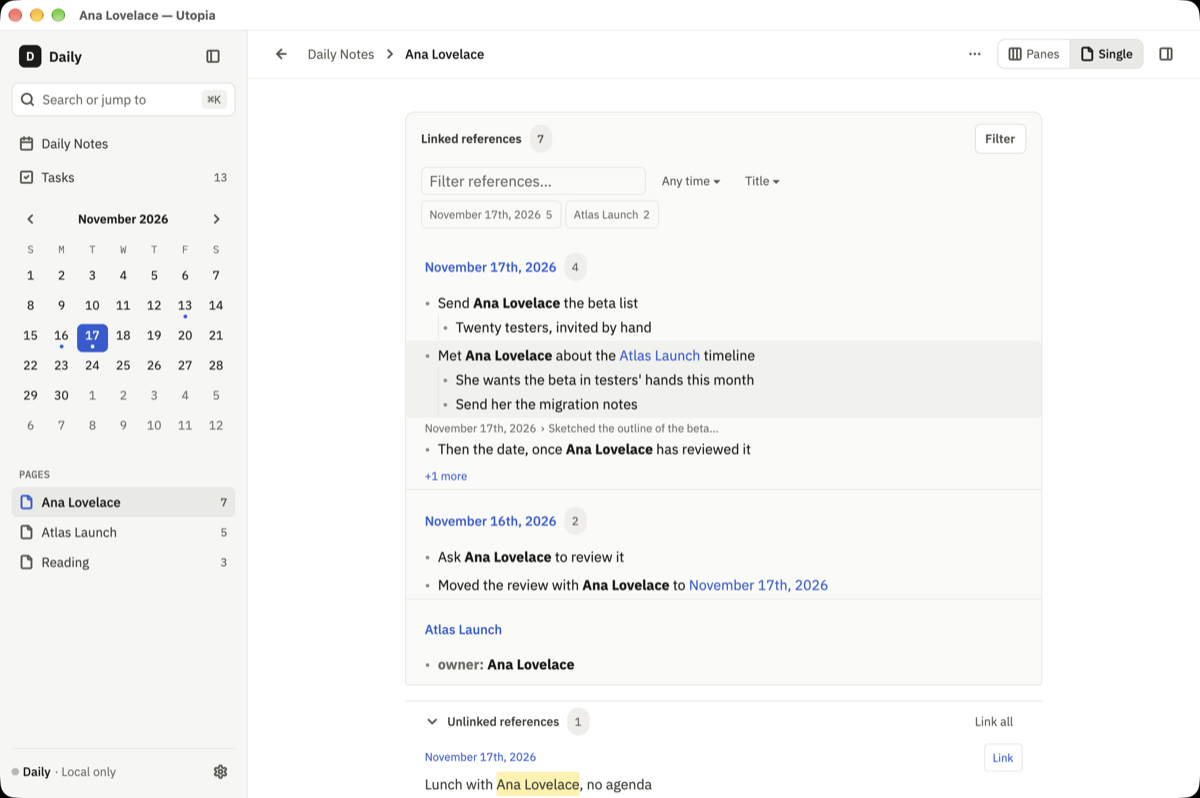 Ana Lovelace — Utopia
D Daily
Search or jump to ⌘K
Daily Notes
Tasks 13
November 2026
S M T W T F S
1 2 3 4 5 6 7
8 9 10 11 12 13 14
15 16 17 18 19 20 21
22 23 24 25 26 27 28
29 30 1 2 3 4 5
6 7 8 9 10 11 12
PAGES
Ana Lovelace 7
Atlas Launch 5
Reading 3
Daily · Local only
Daily Notes > Ana Lovelace
... Panes Single
Linked references 7 Filter
Filter references... Any time Title
November 17th, 2026 5 Atlas Launch 2
November 17th, 2026 4
• Send Ana Lovelace the beta list
• Twenty testers, invited by hand
• Met Ana Lovelace about the Atlas Launch timeline
• She wants the beta in testers' hands this month
• Send her the migration notes
November 17th, 2026 › Sketched the outline of the beta...
• Then the date, once Ana Lovelace has reviewed it
+1 more
November 16th, 2026 2
• Ask Ana Lovelace to review it
• Moved the review with Ana Lovelace to November 17th, 2026
Atlas Launch
• owner: Ana Lovelace
Unlinked references 1 Link all
November 17th, 2026 Link
Lunch with Ana Lovelace, no agenda